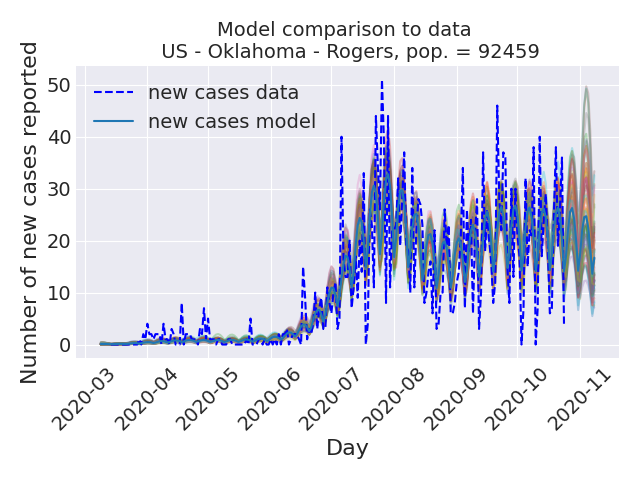 Model comparison to data
US - Oklahoma - Rogers, pop. = 92459
Number of new cases reported
50
40
30
20
10
0
new cases data
new cases model
2020-03
2020-04
2020-05
2020-06
2020-07
2020-08
2020-09
2020-10
2020-11
Day